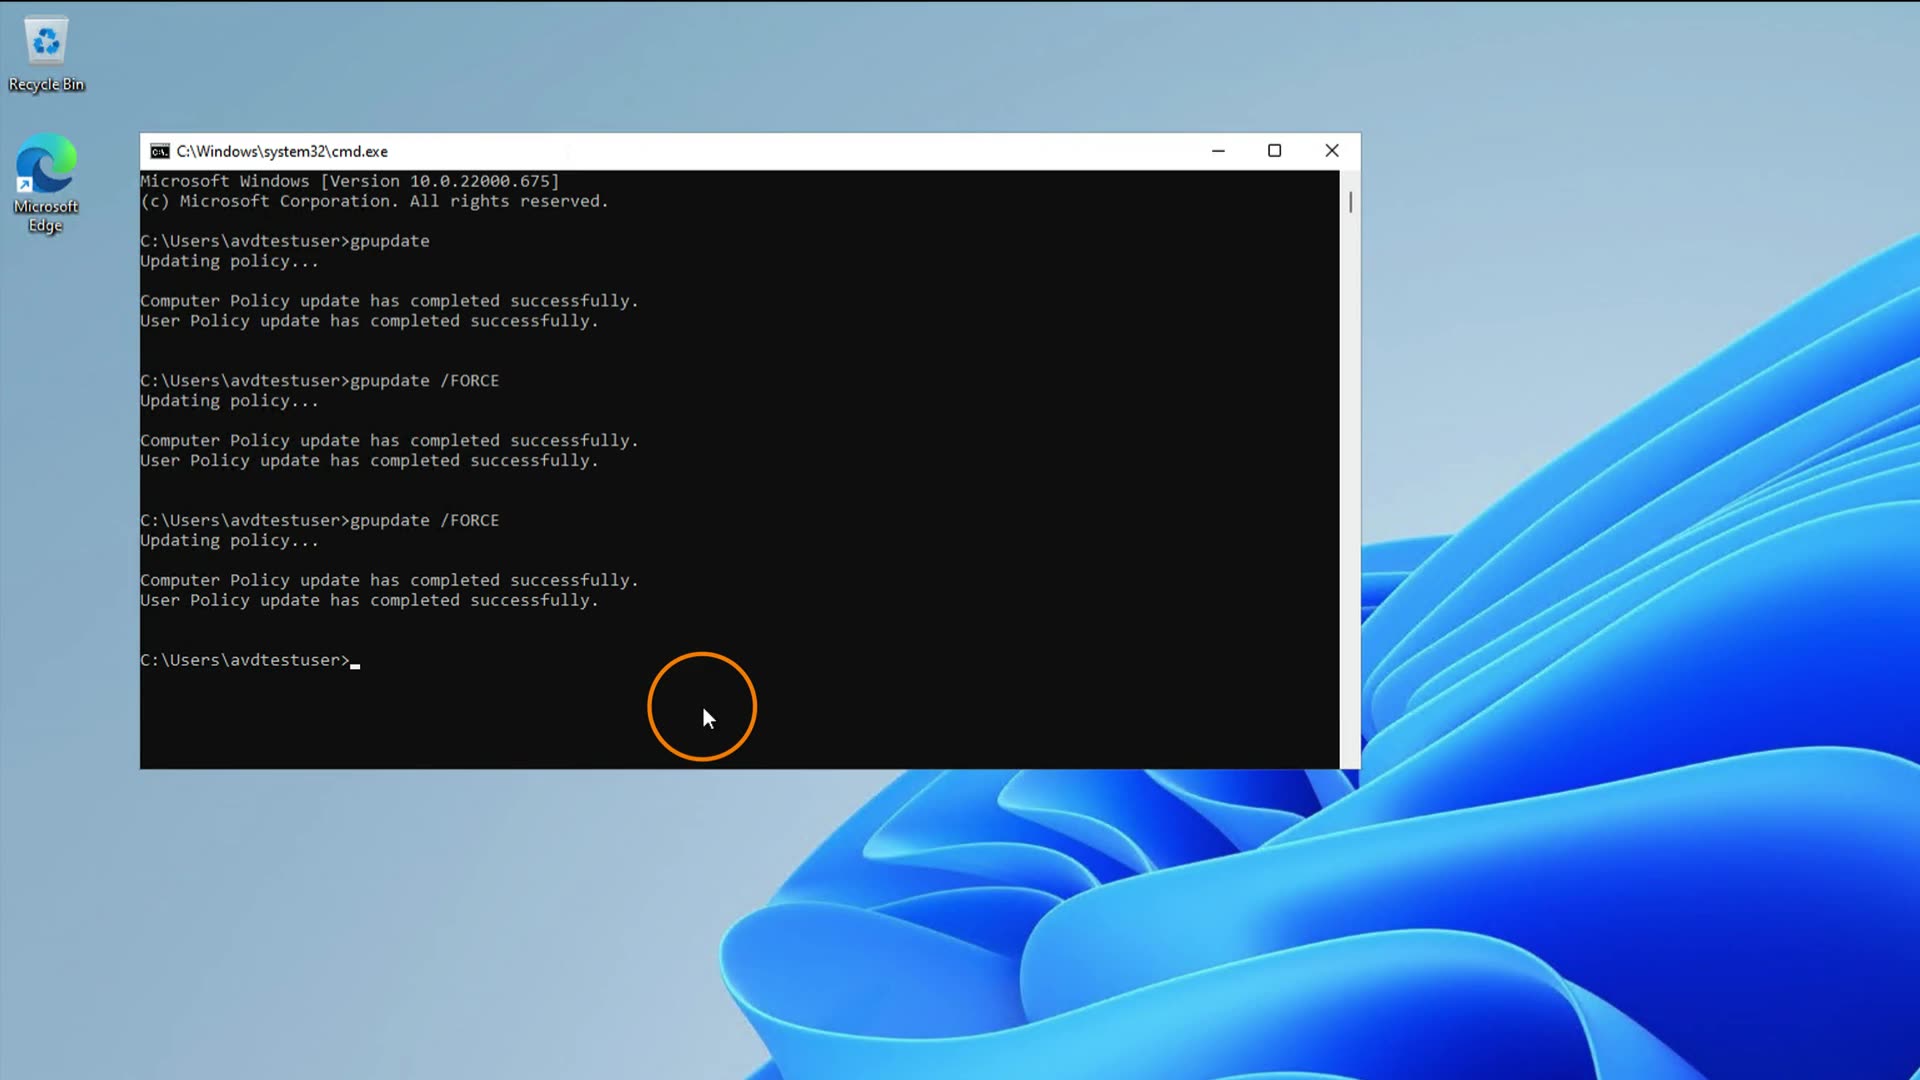 Recycle Bin
Microsoft
Edge
C:\Windows\system32\cmd.exe
Microsoft Windows [Version 10.0.22000.675]
(c) Microsoft Corporation. All rights reserved.
C:\Users\avdtestuser>gpupdate
Updating policy...
Computer Policy update has completed successfully.
User Policy update has completed successfully.
C:\Users\avdtestuser>gpupdate /FORCE
Updating policy...
Computer Policy update has completed successfully.
User Policy update has completed successfully.
C:\Users\avdtestuser>gpupdate /FORCE
Updating policy...
Computer Policy update has completed successfully.
User Policy update has completed successfully.
C:\Users\avdtestuser>